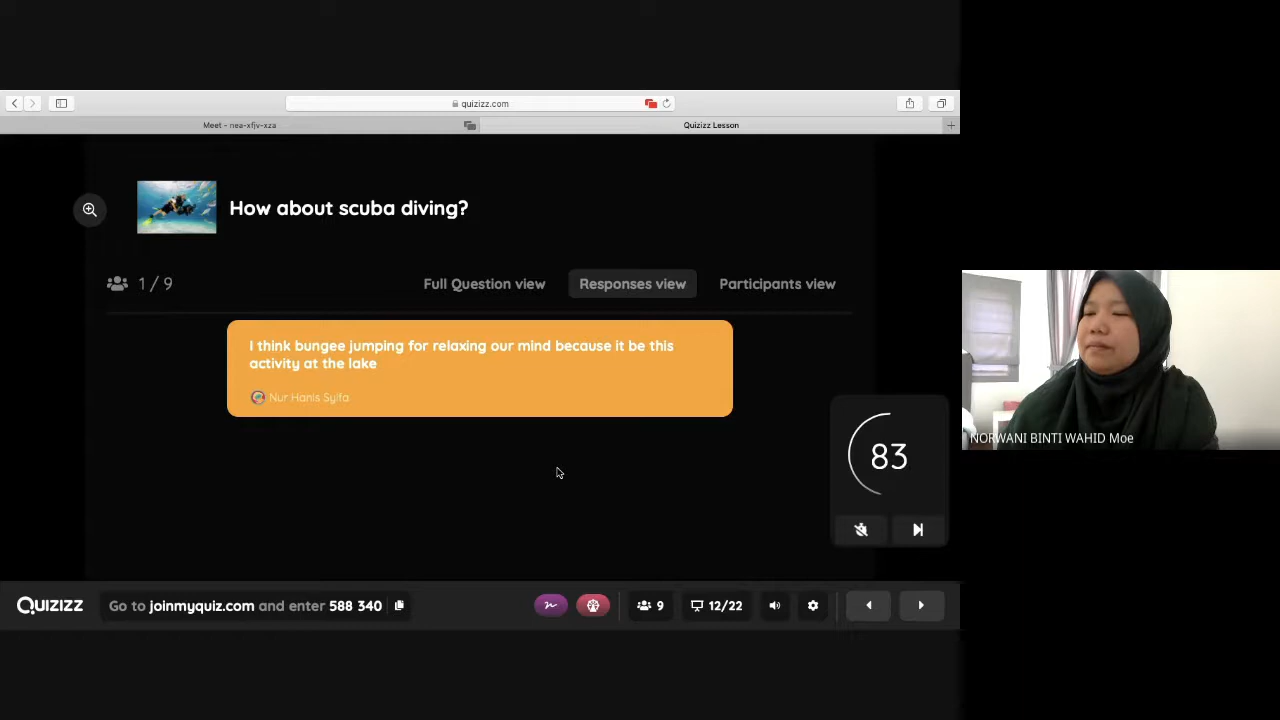 quizizz.com
Meet - nea-xfjv-xza
Quizizz Lesson
How about scuba diving?
1 / 9
Full Question view
Responses view
Participants view
I think bungee jumping for relaxing our mind because it be this
activity at the lake
Nur Hanis Syifa
83
NORWANI BINTI WAHID Moe
Quizizz
Go to joinmyquiz.com and enter 588 340
9
12/22